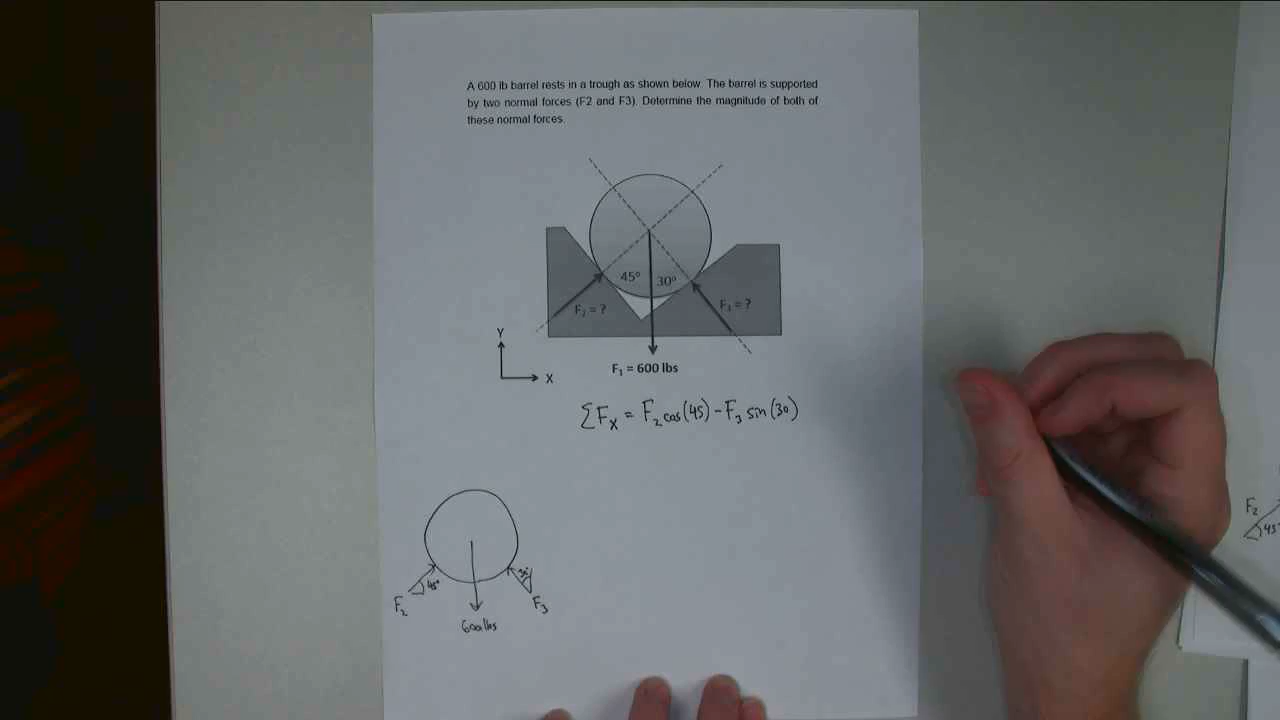 A 600 lb barrel rests in a trough as shown below. The barrel is supported
by two normal forces (F2 and F3). Determine the magnitude of both of
these normal forces.
45° 30°
F₂ = ? F₃ = ?
Y
X
F₁ = 600 lbs
ΣFₓ = F₂ cos(45) - F₃ sin(30)
F₂ 45°
45° 30°
F₂ F₃
600 lbs